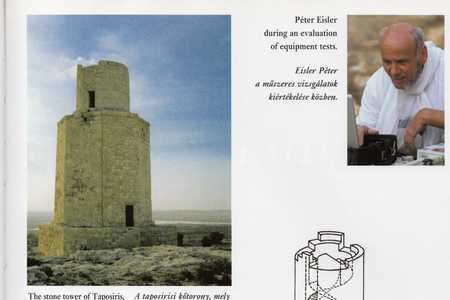 Péter Eisler
during an evaluation
of equipment tests.
Eisler Péter
a műszeres vizsgálatok
kiértékelése közben.
The stone tower of Taposiris,
A taposirisi kőtorony, mely